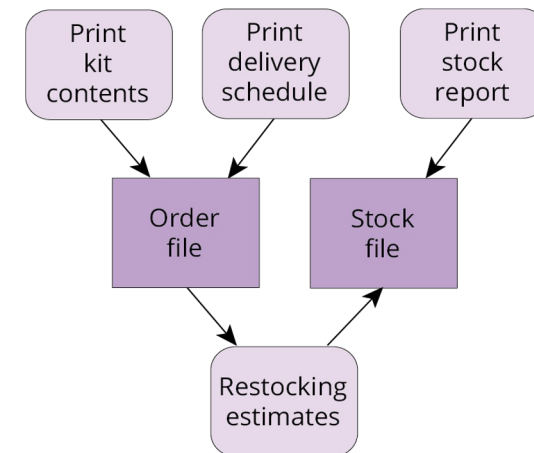 Print
kit
contents
Print
delivery
schedule
Print
stock
report
Order
file
Stock
file
Restocking
estimates